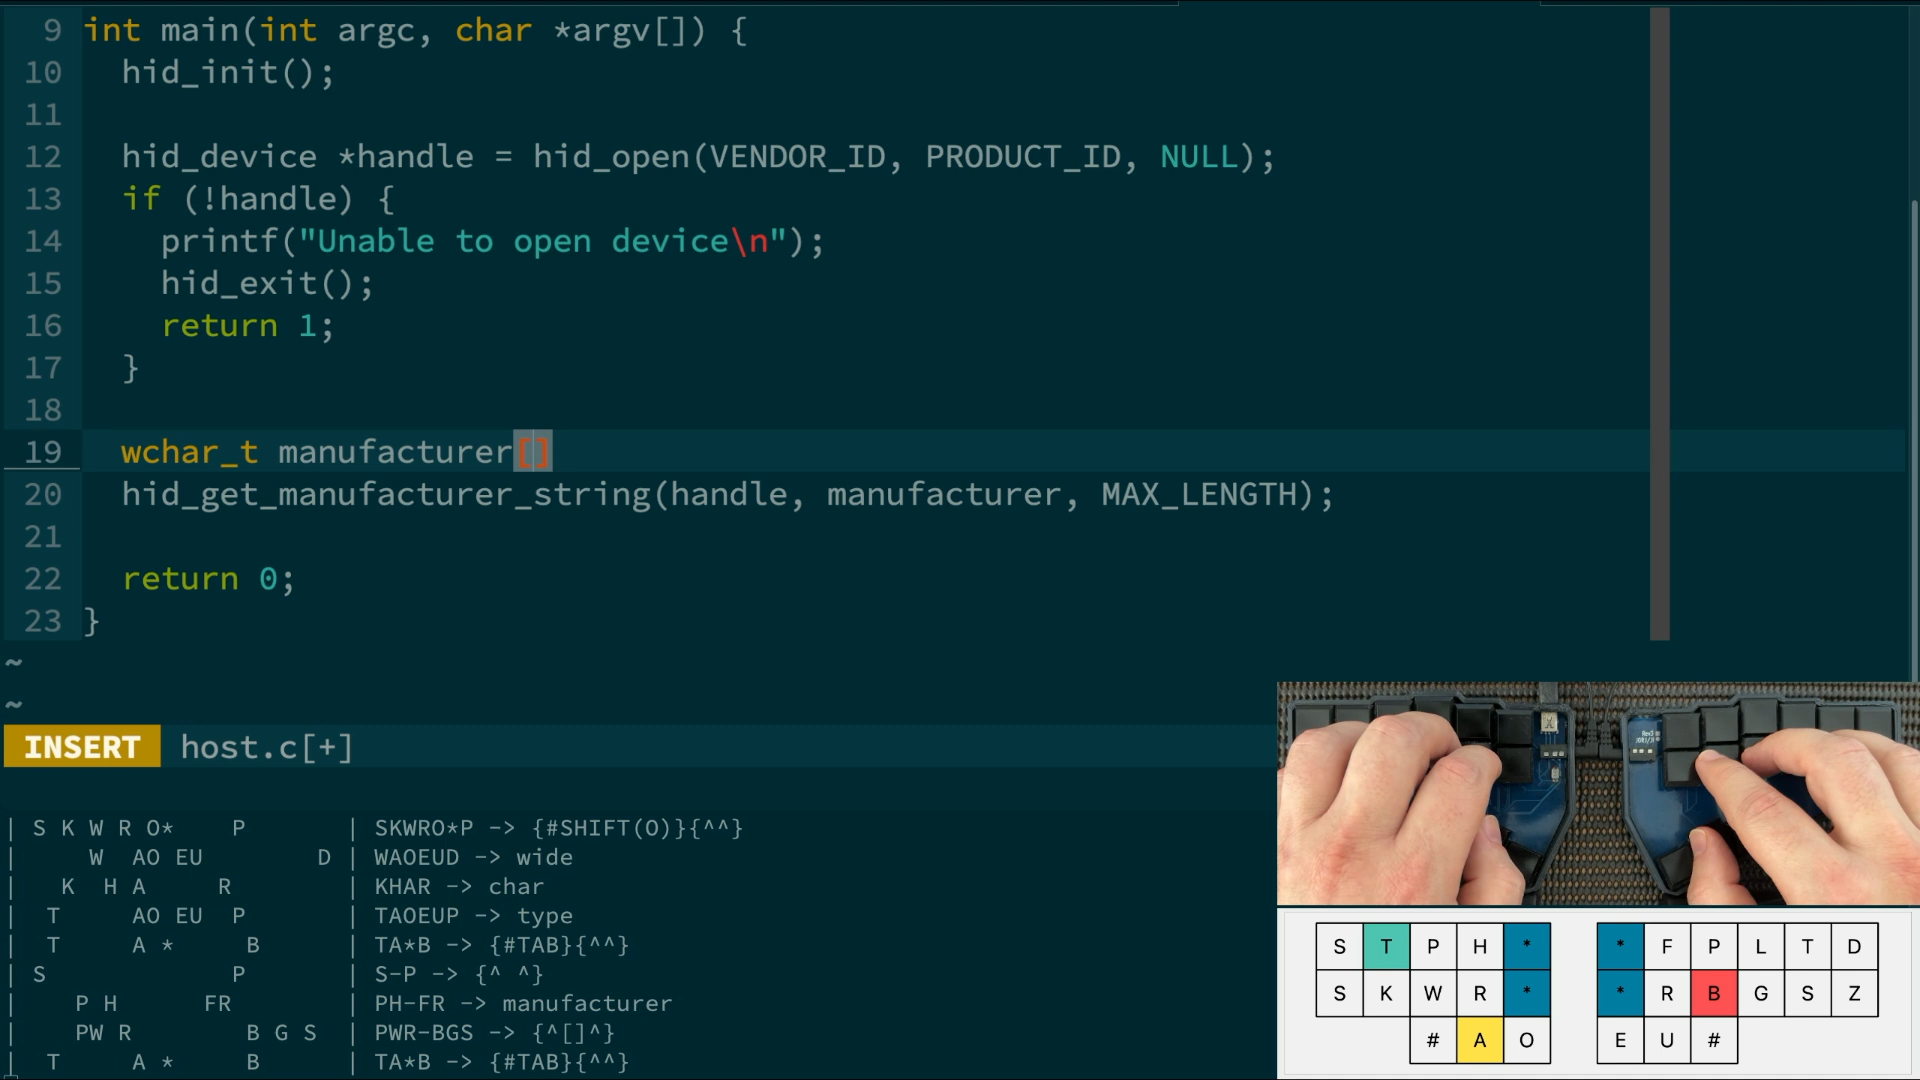 9 int main(int argc, char *argv[]) {
10   hid_init();
11
12   hid_device *handle = hid_open(VENDOR_ID, PRODUCT_ID, NULL);
13   if (!handle) {
14     printf("Unable to open device\n");
15     hid_exit();
16     return 1;
17   }
18
19   wchar_t manufacturer[]
20   hid_get_manufacturer_string(handle, manufacturer, MAX_LENGTH);
21
22   return 0;
23 }
~
~
INSERT host.c[+]
| S K W R O* P | SKWRO*P -> {#SHIFT(O)}{^^}
| W AO EU D | WAOEUD -> wide
| K H A R | KHAR -> char
| T AO EU P | TAOEUP -> type
| T A * B | TA*B -> {#TAB}{^^}
| S P | S-P -> {^ ^}
| P H FR | PH-FR -> manufacturer
| PW R B G S | PWR-BGS -> {^[]^}
| T A * B | TA*B -> {#TAB}{^^}
S T P H * * F P L T D
S K W R * * R B G S Z
# A O E U #